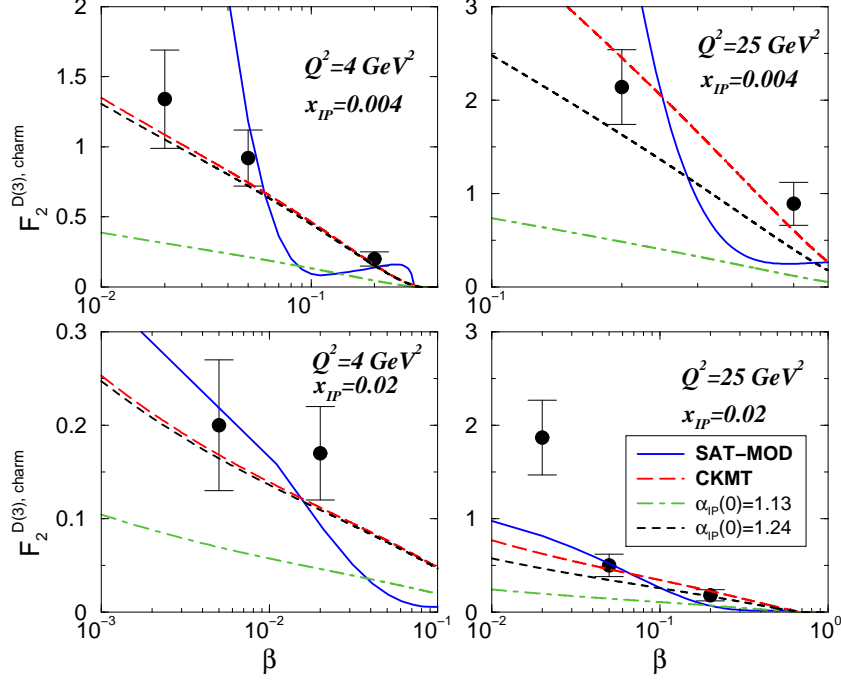 2
Q²=4 GeV²
x_IP=0.004
1.5
1
0.5
0
10⁻² 10⁻¹
F₂^D(3), charm
3
Q²=25 GeV²
x_IP=0.004
2
1
0
10⁻¹ 10⁰
0.3
Q²=4 GeV²
x_IP=0.02
0.2
0.1
0
10⁻³ 10⁻² 10⁻¹
F₂^D(3), charm
β
3
Q²=25 GeV²
x_IP=0.02
2
SAT−MOD
CKMT
α_IP(0)=1.13
α_IP(0)=1.24
1
0
10⁻² 10⁻¹ 10⁰
β